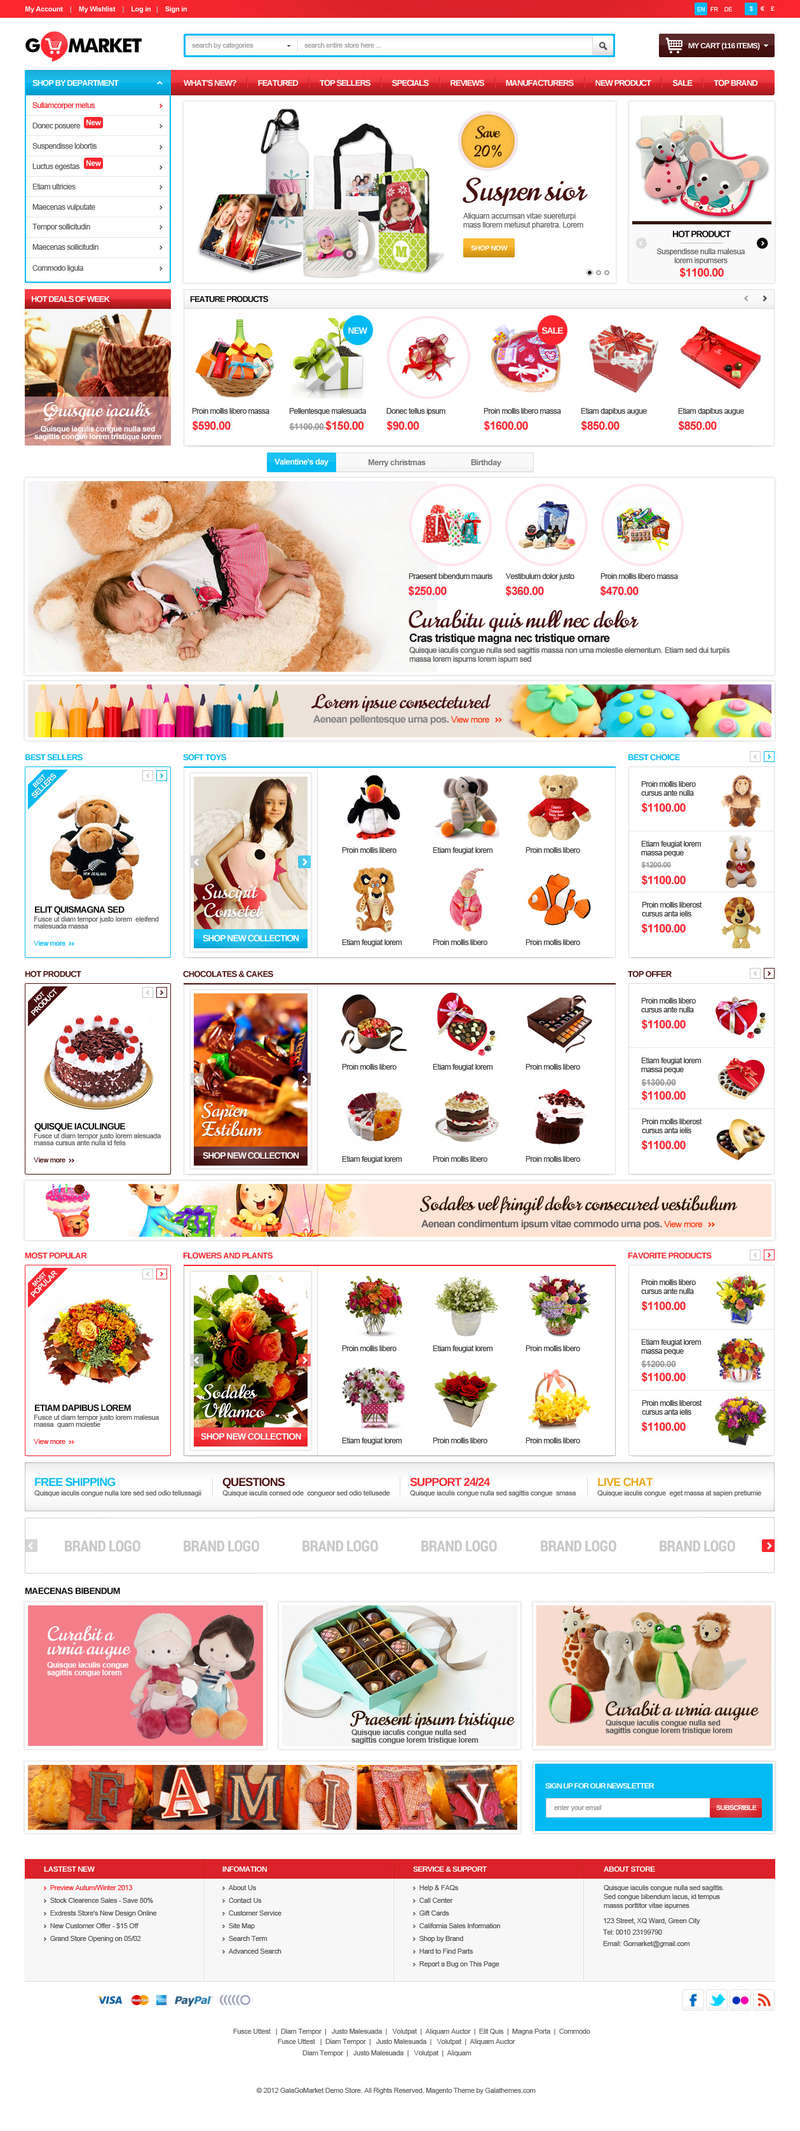 My Account | My Wishlist | Log in | Sign in
EN FR DE $ € £
GOMARKET
search by categories
search entire store here ...
MY CART (116 ITEMS)
SHOP BY DEPARTMENT
WHAT'S NEW? FEATURED TOP SELLERS SPECIALS REVIEWS MANUFACTURERS NEW PRODUCT SALE TOP BRAND
Sullamcorper metus
Donec posuere New
Suspendisse lobortis
Luctus egestas New
Etiam ultricies
Maecenas vulputate
Tempor sollicitudin
Maecenas sollicitudin
Commodo ligula
Save
20%
Suspen sior
Aliquam accumsan vitae suereturpi
mass llorem metusut pharetra. Lorem
SHOP NOW
M
HOT PRODUCT
Suspendisse nulla malesua
lorem ispumsers
$1100.00
HOT DEALS OF WEEK
Quisque iaculis
Quisque iaculis congue nulla sed
sagittis congue lorem tristique lorem
FEATURE PRODUCTS
NEW
SALE
Proin mollis libero massa
$590.00
Pellentesque malesuada
$1100.00 $150.00
Donec tellus ipsum
$90.00
Proin mollis libero massa
$1600.00
Etiam dapibus augue
$850.00
Etiam dapibus augue
$850.00
Valentine's day Merry christmas Birthday
Praesent bibendum mauris
$250.00
Vestibulum dolor justo
$360.00
Proin mollis libero massa
$470.00
Curabitu quis null nec dolor
Cras tristique magna nec tristique ornare
Quisque iaculis congue nulla sed sagittis massa non urna molestie elementum. Etiam sed dui turplis
massa lorem ispums lorem ispum sed
Lorem ipsue consectetured
Aenean pellentesque urna pos. View more »
BEST SELLERS
BEST
SELLERS
NEW ZEALAND
ELIT QUISMAGNA SED
Fusce ut diam tempor justo lorem eleifend
malesuada massa
View more »
SOFT TOYS
Suscinit
Consetet
SHOP NEW COLLECTION
Proin mollis libero
Etiam feugiat lorem
Proin mollis libero
Etiam feugiat lorem
Proin mollis libero
Proin mollis libero
BEST CHOICE
Proin mollis libero
cursus ante nulla
$1100.00
Etiam feugiat lorem
massa peque
$1200.00
$1100.00
Proin mollis liberost
cursus anta ielis
$1100.00
HOT PRODUCT
HOT
PRODUCT
QUISQUE IACULINGUE
Fusce ut diam tempor justo lorem alesuada
massa cursus ante nulla id felis
View more »
CHOCOLATES & CAKES
Sapien
Estibum
SHOP NEW COLLECTION
Proin mollis libero
Etiam feugiat lorem
Proin mollis libero
Etiam feugiat lorem
Proin mollis libero
Proin mollis libero
TOP OFFER
Proin mollis libero
cursus ante nulla
$1100.00
Etiam feugiat lorem
massa peque
$1300.00
$1100.00
Proin mollis liberost
cursus anta ielis
$1100.00
Sodales vel fringil dolor consecured vestibulum
Aenean condimentum ipsum vitae commodo urna pos. View more »
MOST POPULAR
MOST
POPULAR
ETIAM DAPIBUS LOREM
Fusce ut diam tempor justo lorem malesua
massa quam molestie
View more »
FLOWERS AND PLANTS
Sodales
Vllamco
SHOP NEW COLLECTION
Proin mollis libero
Etiam feugiat lorem
Proin mollis libero
Etiam feugiat lorem
Proin mollis libero
Proin mollis libero
FAVORITE PRODUCTS
Proin mollis libero
cursus ante nulla
$1100.00
Etiam feugiat lorem
massa peque
$1200.00
$1100.00
Proin mollis liberost
cursus anta ielis
$1100.00
FREE SHIPPING
Quisque iaculis congue nulla lore sed sed odio tellussagii
QUESTIONS
Quisque iaculis consed ode congueor sed odio tellusede
SUPPORT 24/24
Quisque iaculis congue nulla sed sagittis congue smasa
LIVE CHAT
Quisque iaculis congue eget massa at sapien pretiumie
BRAND LOGO BRAND LOGO BRAND LOGO BRAND LOGO BRAND LOGO BRAND LOGO
MAECENAS BIBENDUM
Curabit a
urnia augue
Quisque iaculis congue nulla sed
sagittis congue lorem
Praesent ipsum tristique
Quisque iaculis congue nulla sed
sagittis congue lorem tristique lorem
Curabit a urnia augue
Quisque iaculis congue nulla sed
sagittis congue lorem tristique lorem
FAMILY
SIGN UP FOR OUR NEWSLETTER
enter your email
SUBSCRIBLE
LASTEST NEW
Preview Autum/Winter 2013
Stock Clearence Sales - Save 80%
Exdrests Store's New Design Online
New Customer Offer - $15 Off
Grand Store Opening on 05/02
INFOMATION
About Us
Contact Us
Customer Service
Site Map
Search Term
Advanced Search
SERVICE & SUPPORT
Help & FAQs
Call Center
Gift Cards
California Sales Information
Shop by Brand
Hard to Find Parts
Report a Bug on This Page
ABOUT STORE
Quisque iaculis congue nulla sed sagittis.
Sed congue bibendum lacus, id tempus
masss porttitor vitae ispumes
123 Street, XQ Ward, Green City
Tel: 0010 23199790
Email: Gomarket@gmail.com
VISA PayPal
Fusce Uttest | Diam Tempor | Justo Malesuada | Volutpat | Aliquam Auctor | Elit Quis | Magna Porta | Commodo
Fusce Uttest | Diam Tempor | Justo Malesuada | Volutpat | Aliquam Auctor
Diam Tempor | Justo Malesuada | Volutpat | Aliquam
© 2012 GalaGoMarket Demo Store. All Rights Reserved. Magento Theme by Galathemes.com